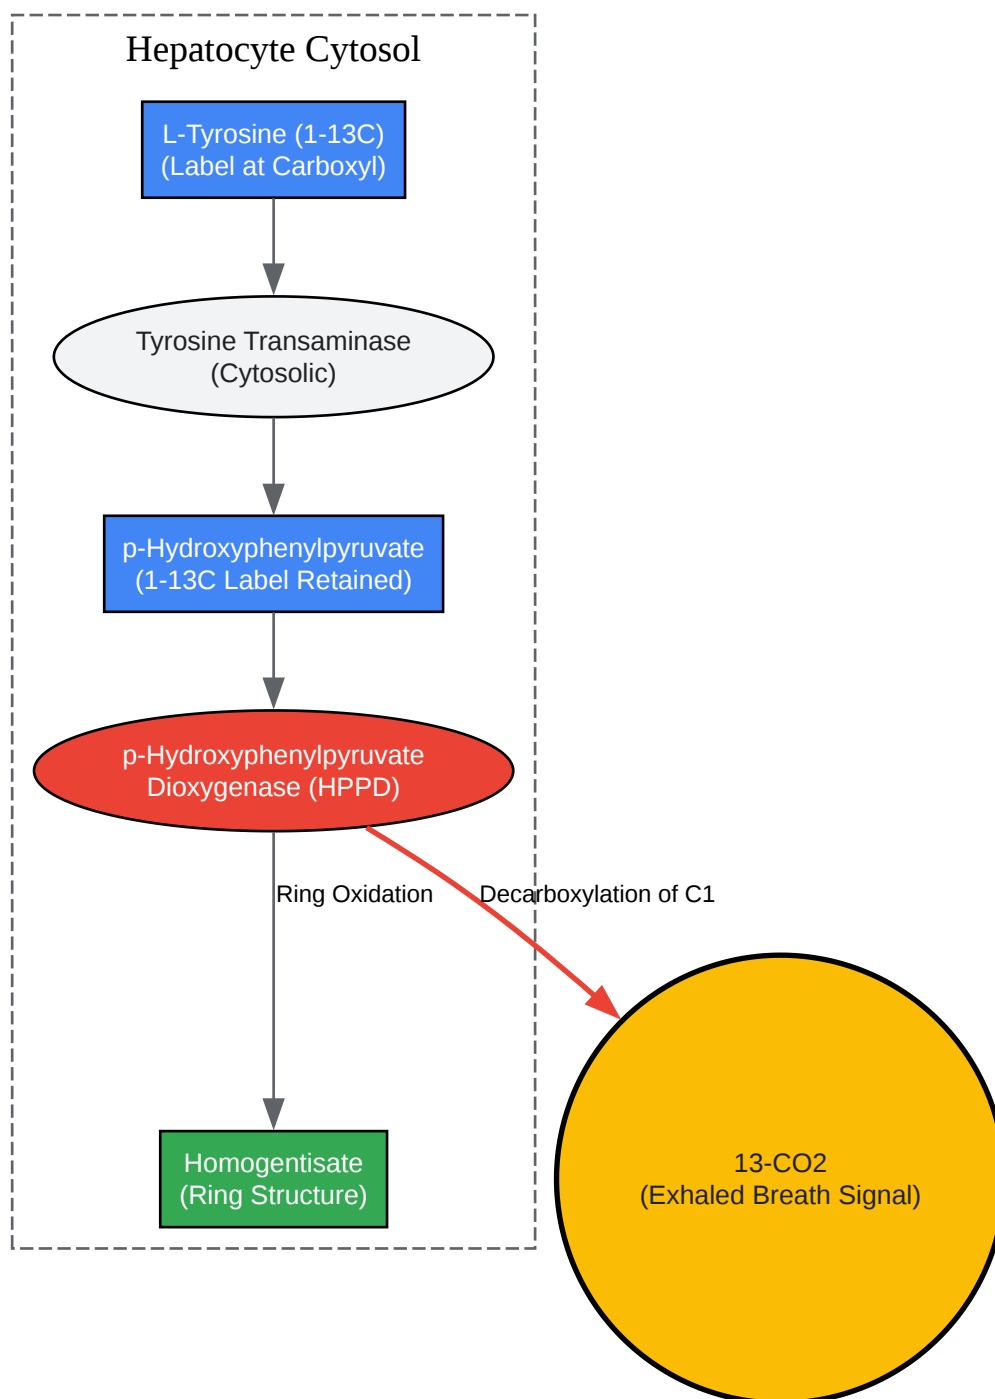 Hepatocyte Cytosol
L-Tyrosine (1-13C)
(Label at Carboxyl)
Tyrosine Transaminase
(Cytosolic)
p-Hydroxyphenylpyruvate
(1-13C Label Retained)
p-Hydroxyphenylpyruvate
Dioxygenase (HPPD)
Ring Oxidation
Decarboxylation of C1
Homogentisate
(Ring Structure)
13-CO2
(Exhaled Breath Signal)